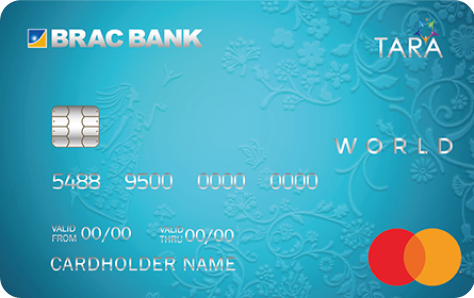 BRAC BANK
TARA
WORLD
5488 9500 0000 0000
VALID FROM 00/00 VALID THRU 00/00
CARDHOLDER NAME